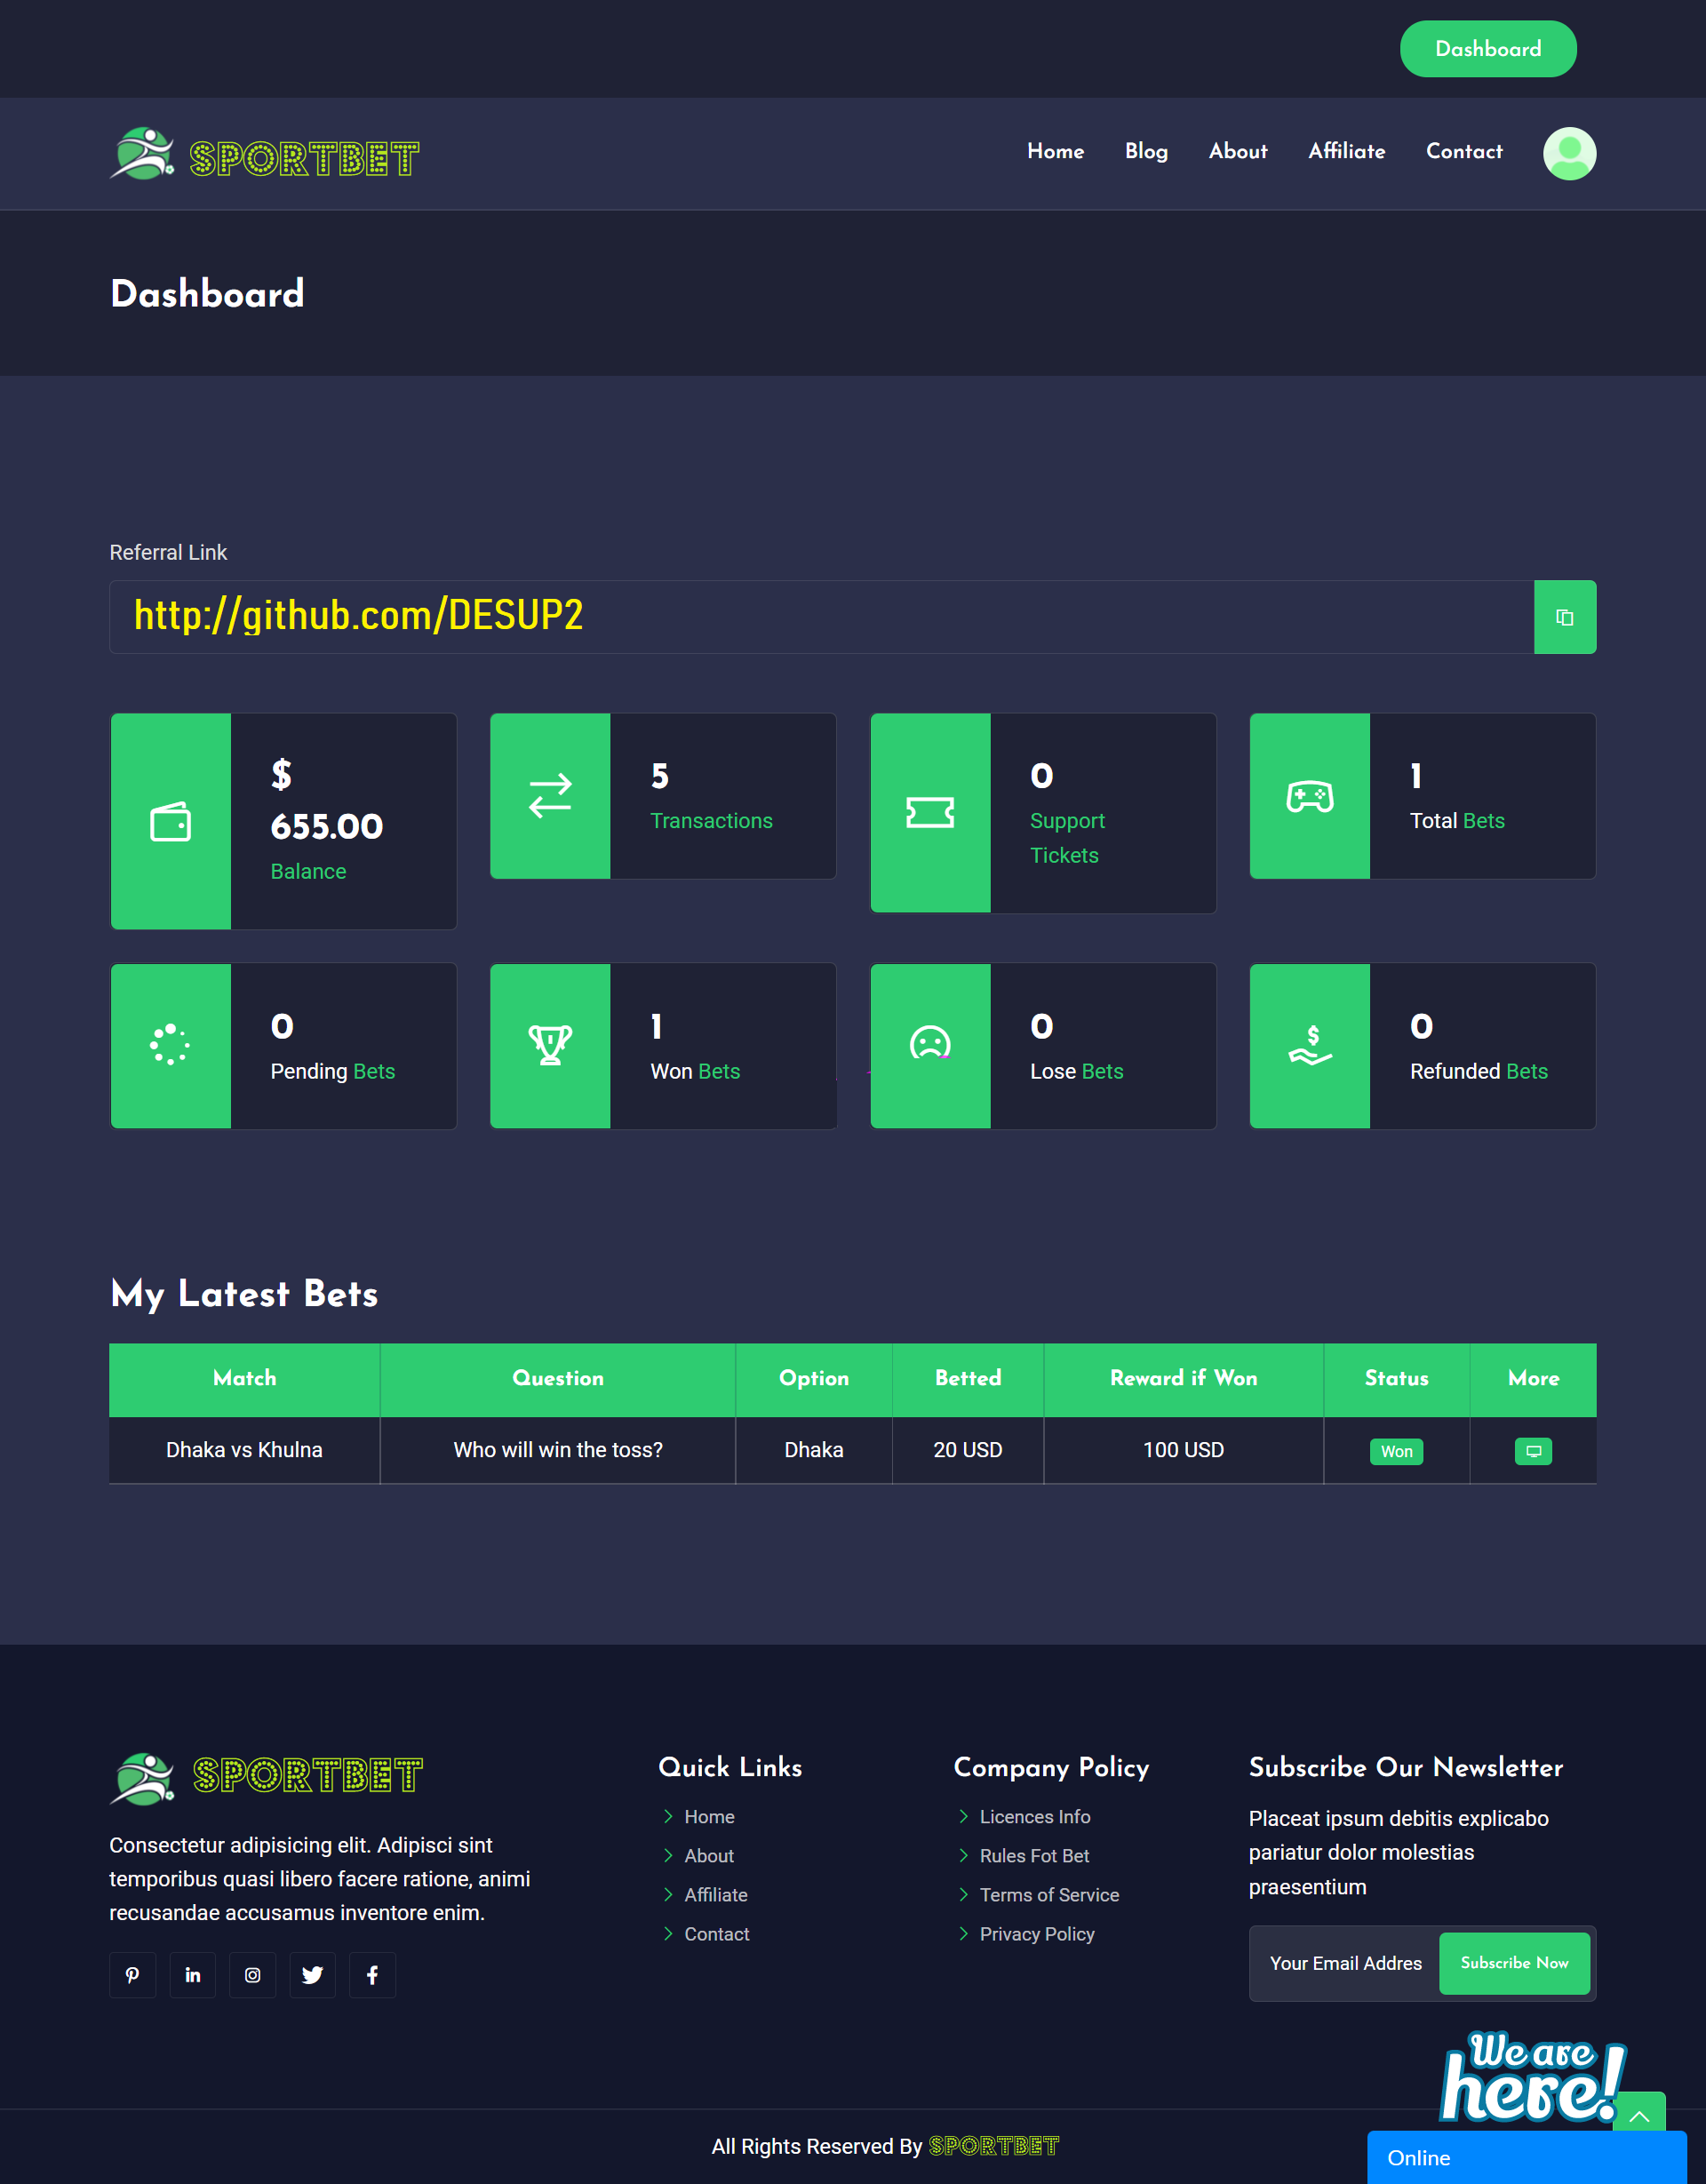 Dashboard
SPORTBET
Home Blog About Affiliate Contact
Dashboard
Referral Link
http://github.com/DESUP2
$
655.00
Balance
5
Transactions
0
Support
Tickets
1
Total Bets
0
Pending Bets
1
Won Bets
0
Lose Bets
0
Refunded Bets
My Latest Bets
Match Question Option Betted Reward if Won Status More
Dhaka vs Khulna Who will win the toss? Dhaka 20 USD 100 USD Won
SPORTBET
Consectetur adipisicing elit. Adipisci sint
temporibus quasi libero facere ratione, animi
recusandae accusamus inventore enim.
Quick Links
Home
About
Affiliate
Contact
Company Policy
Licences Info
Rules Fot Bet
Terms of Service
Privacy Policy
Subscribe Our Newsletter
Placeat ipsum debitis explicabo
pariatur dolor molestias
praesentium
Your Email Addres
Subscribe Now
We are
here!
All Rights Reserved By SPORTBET
Online